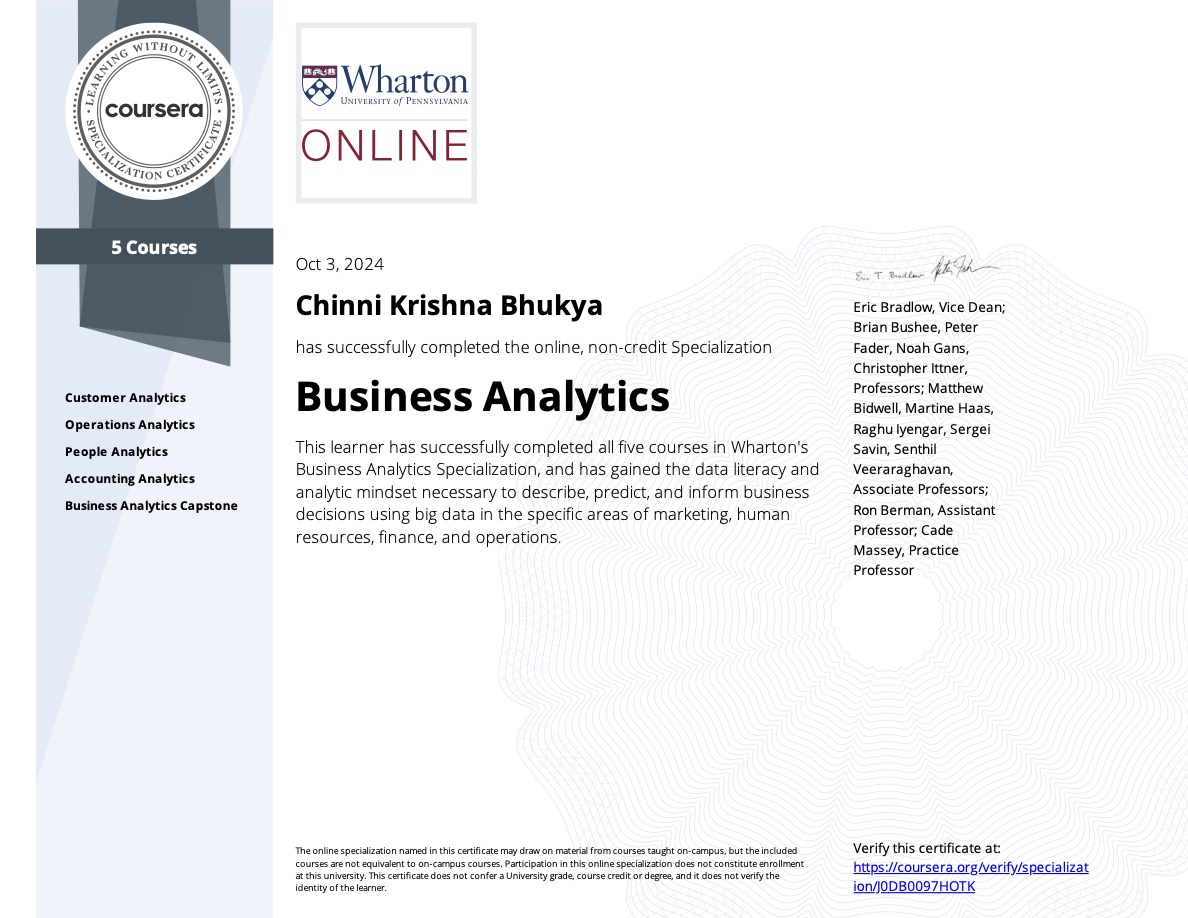 LEARNING WITHOUT LIMITS
coursera
SPECIALIZATION CERTIFICATE
5 Courses
Customer Analytics
Operations Analytics
People Analytics
Accounting Analytics
Business Analytics Capstone
Wharton
UNIVERSITY of PENNSYLVANIA
ONLINE
Oct 3, 2024
Chinni Krishna Bhukya
has successfully completed the online, non-credit Specialization
Business Analytics
This learner has successfully completed all five courses in Wharton's
Business Analytics Specialization, and has gained the data literacy and
analytic mindset necessary to describe, predict, and inform business
decisions using big data in the specific areas of marketing, human
resources, finance, and operations.
Eric T. Bradlow
Eric Bradlow, Vice Dean;
Brian Bushee, Peter
Fader, Noah Gans,
Christopher Ittner,
Professors; Matthew
Bidwell, Martine Haas,
Raghu Iyengar, Sergei
Savin, Senthil
Veeraraghavan,
Associate Professors;
Ron Berman, Assistant
Professor; Cade
Massey, Practice
Professor
The online specialization named in this certificate may draw on material from courses taught on-campus, but the included
courses are not equivalent to on-campus courses. Participation in this online specialization does not constitute enrollment
at this university. This certificate does not confer a University grade, course credit or degree, and it does not verify the
identity of the learner.
Verify this certificate at:
https://coursera.org/verify/specializat
ion/J0DB0097HOTK